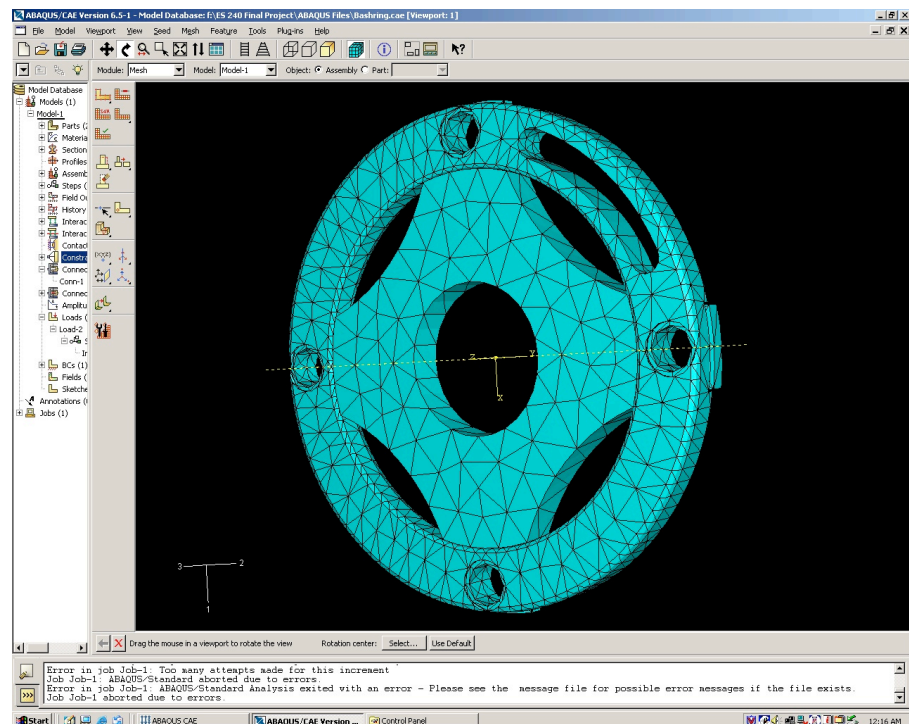 ABAQUS/CAE Version 6.5-1 - Model Database: f:\ES 240 Final Project\ABAQUS Files\Bashring.cae [Viewport: 1]
File Model Viewport View Seed Mesh Feature Tools Plug-ins Help
Module: Mesh Model: Model-1 Object: Assembly Part:
Model Database
Models (1)
Model-1
Parts (2
Materia
Section
Profiles
Assemb
Steps (
Field Ou
History
Interac
Interac
Contac
Constra
Connec
Conn-1
Connec
Amplitu
Loads (
Load-2
S
In
BCs (1)
Fields (
Sketche
Annotations (
Jobs (1)
z y
x
3 2
1
Drag the mouse in a viewport to rotate the view Rotation center: Select... Use Default
Error in job Job-1: Too many attempts made for this increment
Job Job-1: ABAQUS/Standard aborted due to errors.
Error in job Job-1: ABAQUS/Standard Analysis exited with an error - Please see the message file for possible error messages if the file exists.
Job Job-1 aborted due to errors.
Start ABAQUS CAE ABAQUS/CAE Version ... Control Panel 12:16 AM